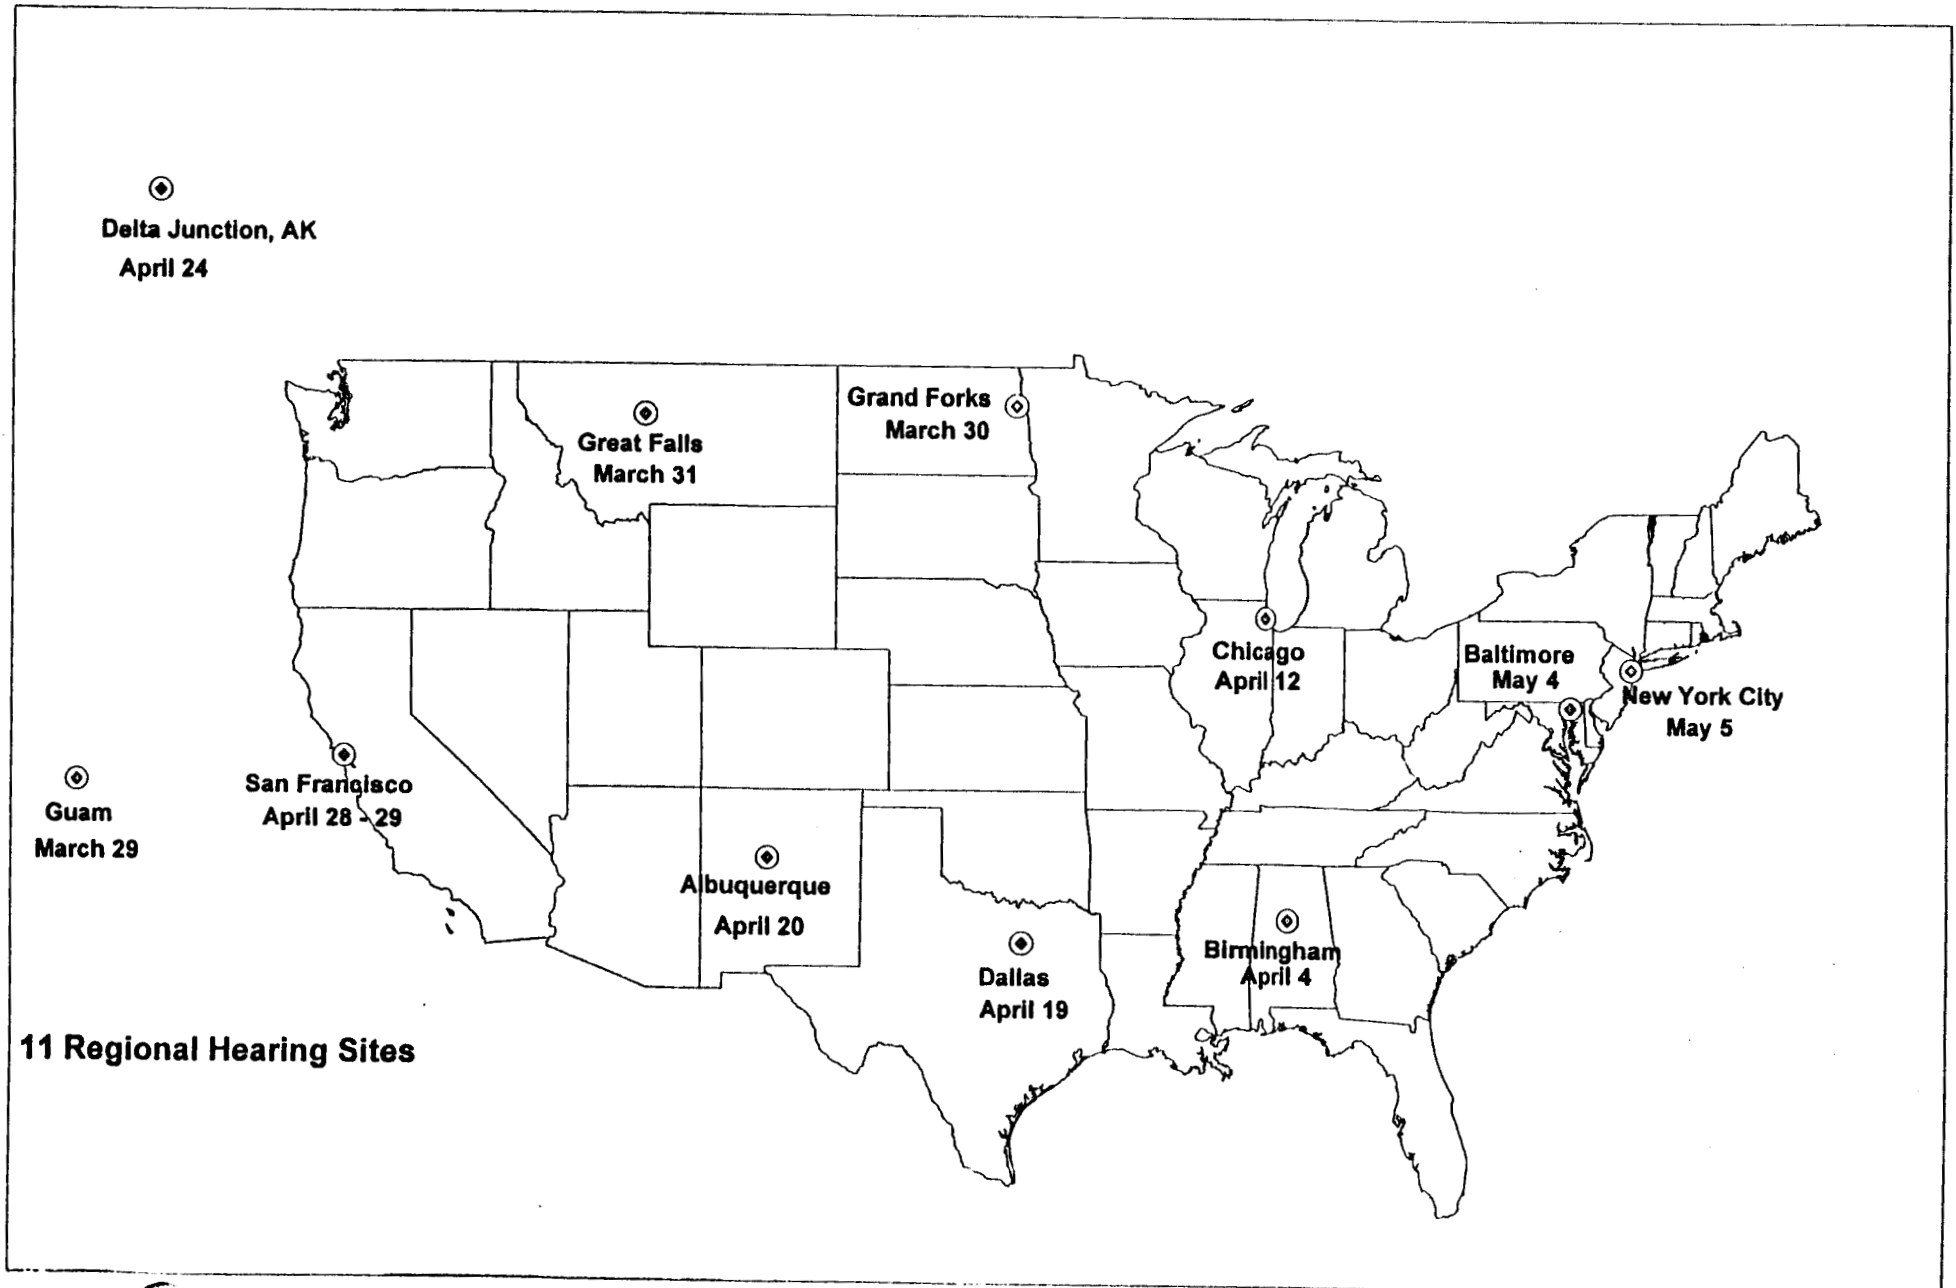 Delta Junction, AK
April 24
Grand Forks
March 30
Great Falls
March 31
Chicago
April 12
Baltimore
May 4
New York City
May 5
San Francisco
April 28 - 29
Guam
March 29
Albuquerque
April 20
Birmingham
April 4
Dallas
April 19
11 Regional Hearing Sites